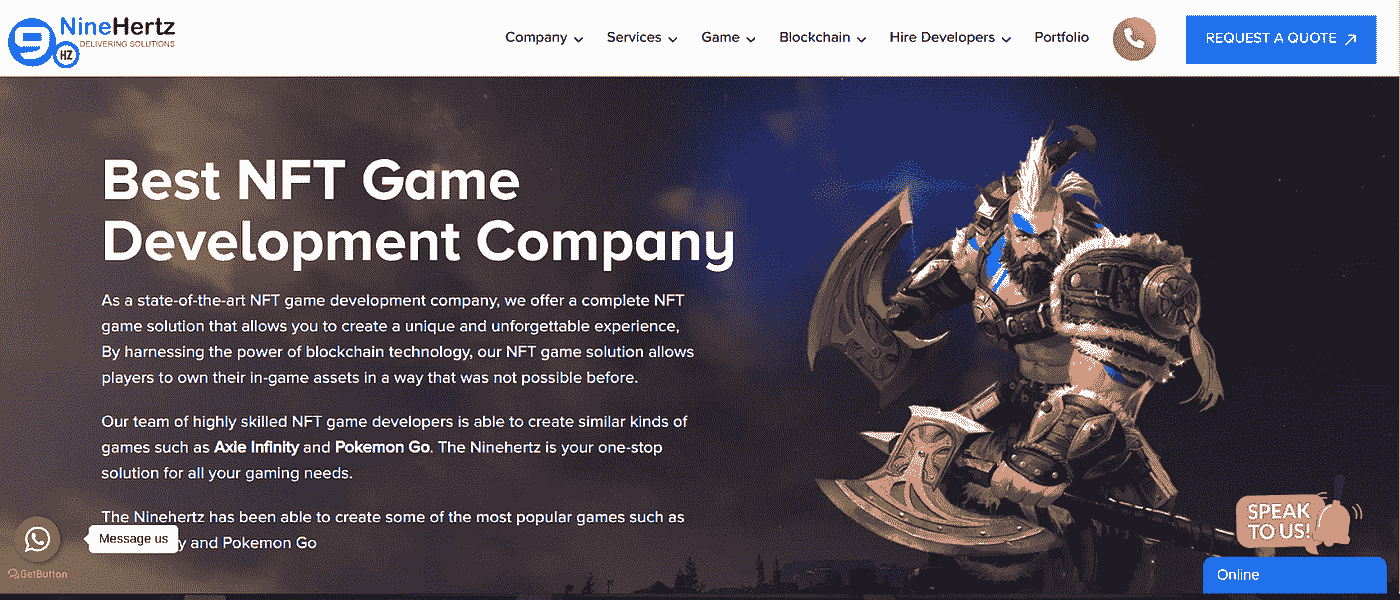 NineHertz
DELIVERING SOLUTIONS
9
HZ
Company
Services
Game
Blockchain
Hire Developers
Portfolio
REQUEST A QUOTE
Best NFT Game
Development Company
As a state-of-the-art NFT game development company, we offer a complete NFT
game solution that allows you to create a unique and unforgettable experience,
By harnessing the power of blockchain technology, our NFT game solution allows
players to own their in-game assets in a way that was not possible before.
Our team of highly skilled NFT game developers is able to create similar kinds of
games such as Axie Infinity and Pokemon Go. The Ninehertz is your one-stop
solution for all your gaming needs.
The Ninehertz has been able to create some of the most popular games such as
y and Pokemon Go
Message us
GetButton
SPEAK
TO US!
Online